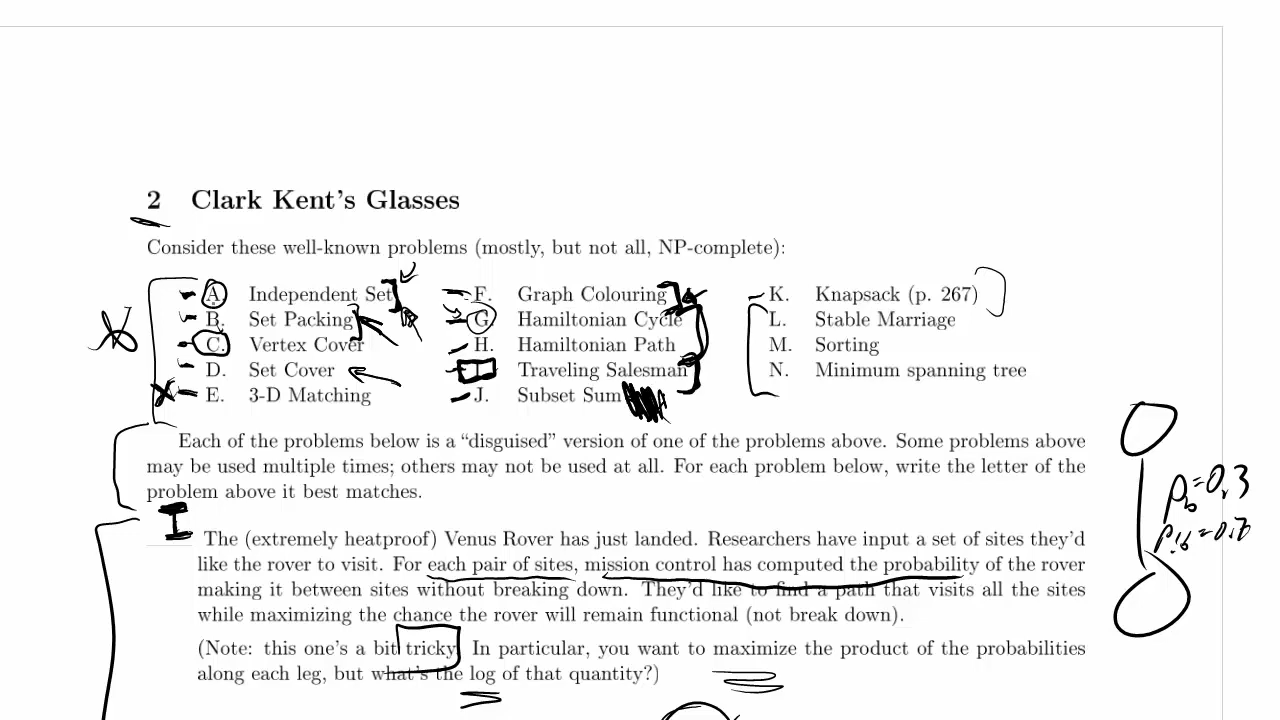 2 Clark Kent's Glasses
Consider these well-known problems (mostly, but not all, NP-complete):
A. Independent Set
B. Set Packing
C. Vertex Cover
D. Set Cover
E. 3-D Matching
F. Graph Colouring
G. Hamiltonian Cycle
H. Hamiltonian Path
I. Traveling Salesman
J. Subset Sum
K. Knapsack (p. 267)
L. Stable Marriage
M. Sorting
N. Minimum spanning tree
Each of the problems below is a “disguised” version of one of the problems above. Some problems above
may be used multiple times; others may not be used at all. For each problem below, write the letter of the
problem above it best matches.
I
The (extremely heatproof) Venus Rover has just landed. Researchers have input a set of sites they'd
like the rover to visit. For each pair of sites, mission control has computed the probability of the rover
making it between sites without breaking down. They'd like to find a path that visits all the sites
while maximizing the chance the rover will remain functional (not break down).
(Note: this one's a bit tricky. In particular, you want to maximize the product of the probabilities
along each leg, but what's the log of that quantity?)
=0.3